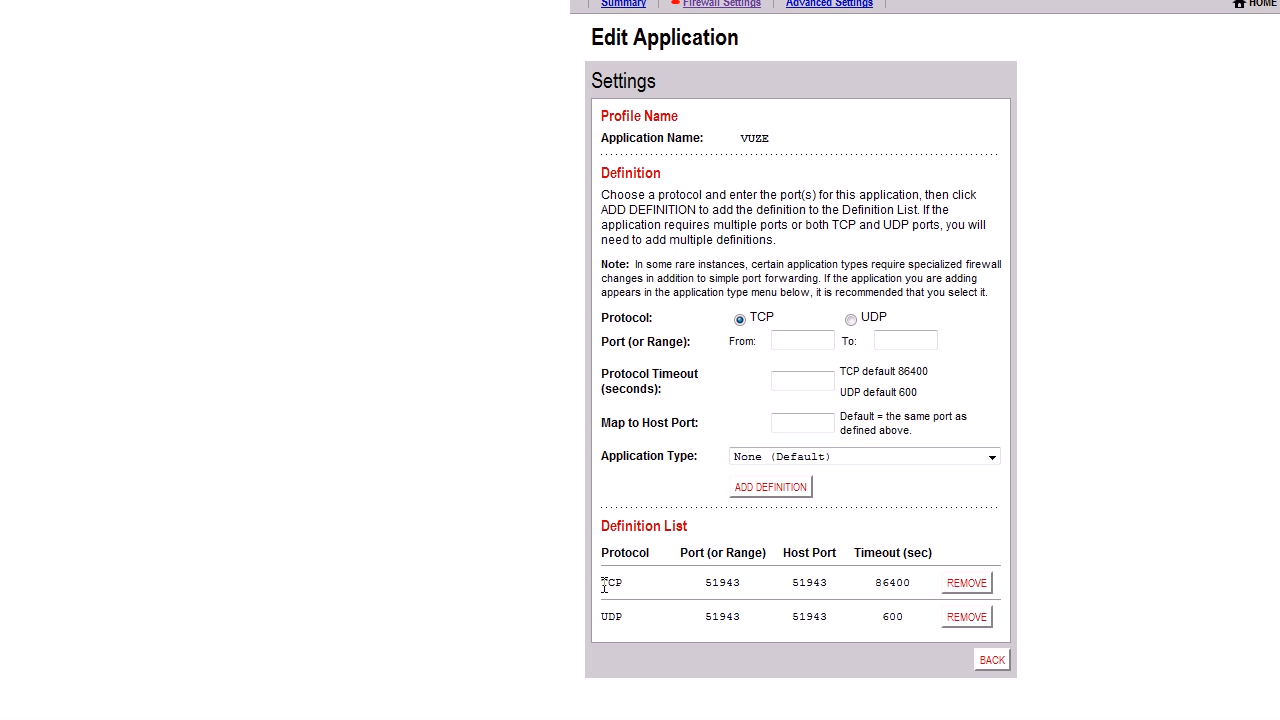 Summary | Firewall Settings | Advanced Settings | HOME
Edit Application
Settings
Profile Name
Application Name: VUZE
Definition
Choose a protocol and enter the port(s) for this application, then click
ADD DEFINITION to add the definition to the Definition List. If the
application requires multiple ports or both TCP and UDP ports, you will
need to add multiple definitions.
Note: In some rare instances, certain application types require specialized firewall
changes in addition to simple port forwarding. If the application you are adding
appears in the application type menu below, it is recommended that you select it.
Protocol: TCP UDP
Port (or Range): From: To:
Protocol Timeout
(seconds):
TCP default 86400
UDP default 600
Map to Host Port:
Default = the same port as
defined above.
Application Type: None (Default)
ADD DEFINITION
Definition List
Protocol Port (or Range) Host Port Timeout (sec)
TCP 51943 51943 86400 REMOVE
UDP 51943 51943 600 REMOVE
BACK